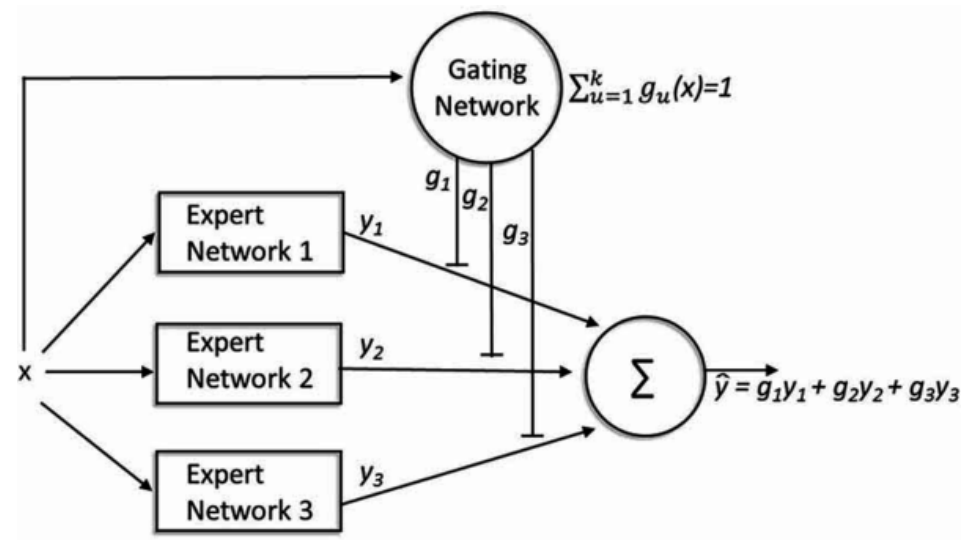 Gating
Network
∑ᵏᵤ₌₁ gᵤ(x)=1
g₁
g₂
g₃
Expert
Network 1
y₁
x
Expert
Network 2
y₂
∑
ŷ = g₁y₁ + g₂y₂ + g₃y₃
Expert
Network 3
y₃